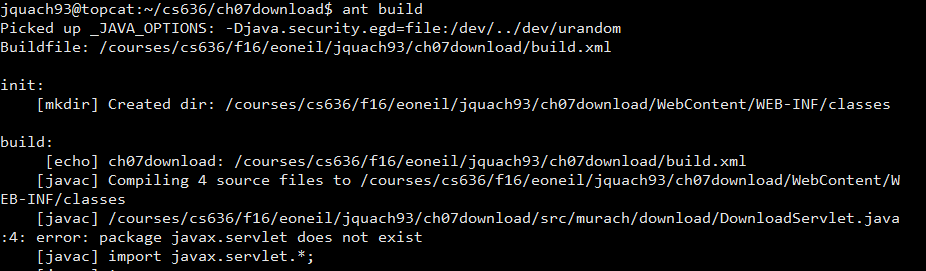 jquach93@topcat:~/cs636/ch07download$ ant build
Picked up _JAVA_OPTIONS: -Djava.security.egd=file:/dev/../dev/urandom
Buildfile: /courses/cs636/f16/eoneil/jquach93/ch07download/build.xml
init:
[mkdir] Created dir: /courses/cs636/f16/eoneil/jquach93/ch07download/WebContent/WEB-INF/classes
build:
[echo] ch07download: /courses/cs636/f16/eoneil/jquach93/ch07download/build.xml
[javac] Compiling 4 source files to /courses/cs636/f16/eoneil/jquach93/ch07download/WebContent/W
EB-INF/classes
[javac] /courses/cs636/f16/eoneil/jquach93/ch07download/src/murach/download/DownloadServlet.java
:4: error: package javax.servlet does not exist
[javac] import javax.servlet.*;